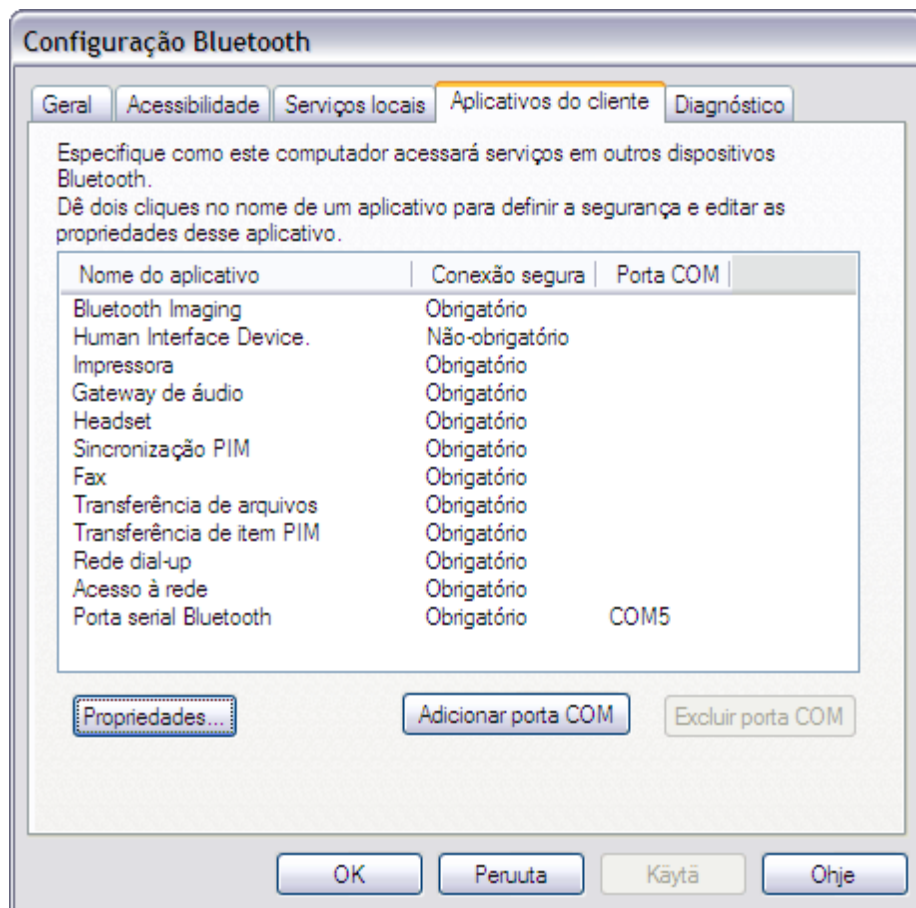 Configuração Bluetooth
Geral Acessibilidade Serviços locais Aplicativos do cliente Diagnóstico
Especifique como este computador acessará serviços em outros dispositivos
Bluetooth.
Dê dois cliques no nome de um aplicativo para definir a segurança e editar as
propriedades desse aplicativo.
Nome do aplicativo Conexão segura Porta COM
Bluetooth Imaging Obrigatório
Human Interface Device. Não-obrigatório
Impressora Obrigatório
Gateway de áudio Obrigatório
Headset Obrigatório
Sincronização PIM Obrigatório
Fax Obrigatório
Transferência de arquivos Obrigatório
Transferência de item PIM Obrigatório
Rede dial-up Obrigatório
Acesso à rede Obrigatório
Porta serial Bluetooth Obrigatório COM5
Propriedades... Adicionar porta COM Excluir porta COM
OK Peruuta Käytä Ohje